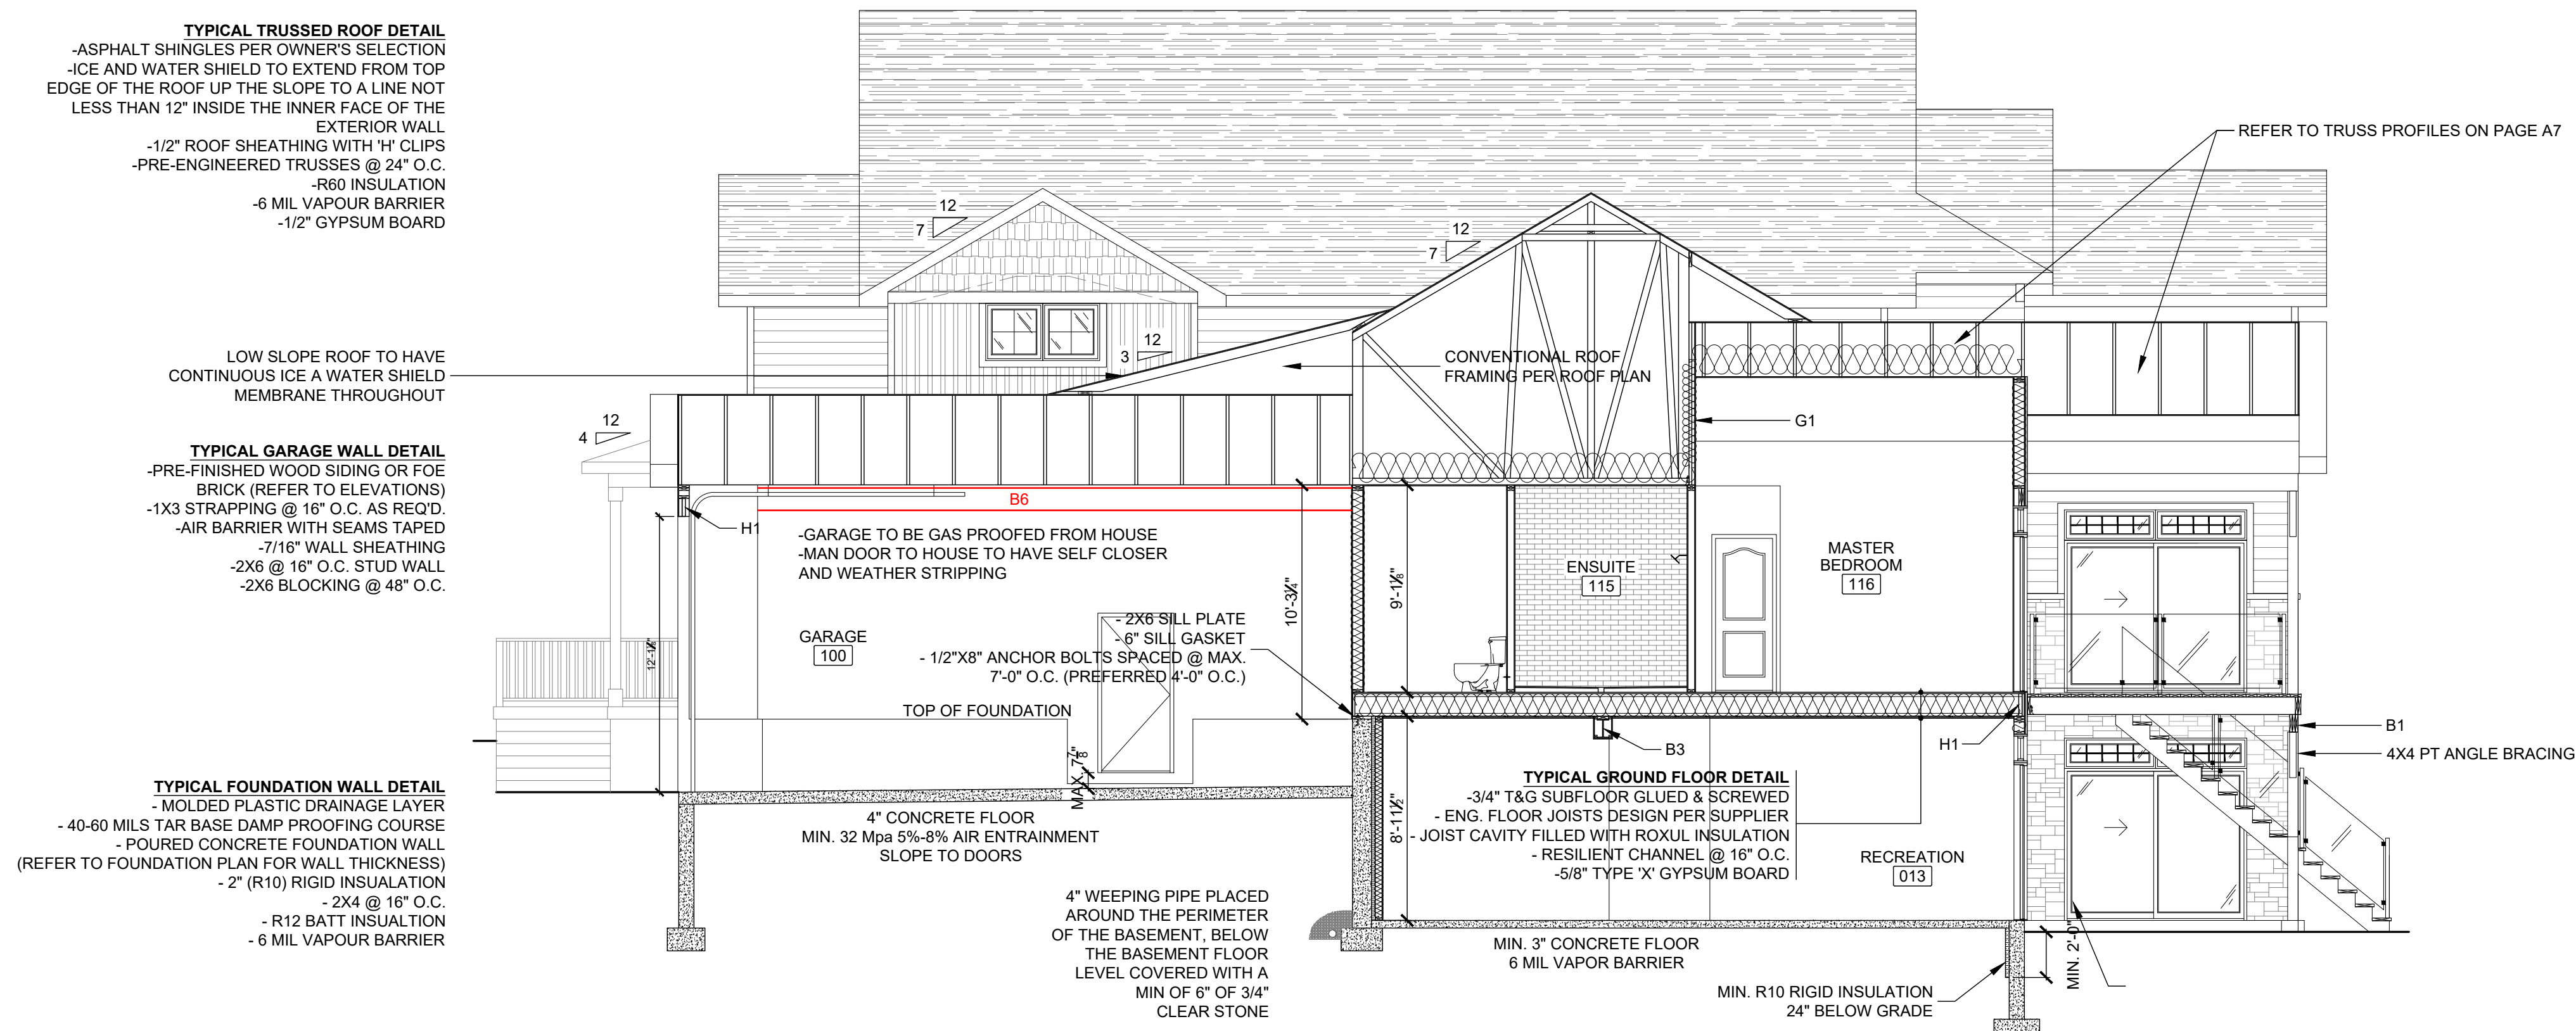 TYPICAL TRUSSED ROOF DETAIL
-ASPHALT SHINGLES PER OWNER'S SELECTION
-ICE AND WATER SHIELD TO EXTEND FROM TOP
EDGE OF THE ROOF UP THE SLOPE TO A LINE NOT
LESS THAN 12" INSIDE THE INNER FACE OF THE
EXTERIOR WALL
-1/2" ROOF SHEATHING WITH 'H' CLIPS
-PRE-ENGINEERED TRUSSES @ 24" O.C.
-R60 INSULATION
-6 MIL VAPOUR BARRIER
-1/2" GYPSUM BOARD
LOW SLOPE ROOF TO HAVE
CONTINUOUS ICE A WATER SHIELD
MEMBRANE THROUGHOUT
TYPICAL GARAGE WALL DETAIL
-PRE-FINISHED WOOD SIDING OR FOE
BRICK (REFER TO ELEVATIONS)
-1X3 STRAPPING @ 16" O.C. AS REQ'D.
-AIR BARRIER WITH SEAMS TAPED
-7/16" WALL SHEATHING
-2X6 @ 16" O.C. STUD WALL
-2X6 BLOCKING @ 48" O.C.
TYPICAL FOUNDATION WALL DETAIL
- MOLDED PLASTIC DRAINAGE LAYER
- 40-60 MILS TAR BASE DAMP PROOFING COURSE
- POURED CONCRETE FOUNDATION WALL
(REFER TO FOUNDATION PLAN FOR WALL THICKNESS)
- 2" (R10) RIGID INSUALATION
- 2X4 @ 16" O.C.
- R12 BATT INSUALTION
- 6 MIL VAPOUR BARRIER
12
7
12
7
12
3
12
4
REFER TO TRUSS PROFILES ON PAGE A7
CONVENTIONAL ROOF
FRAMING PER ROOF PLAN
G1
B6
H1
-GARAGE TO BE GAS PROOFED FROM HOUSE
-MAN DOOR TO HOUSE TO HAVE SELF CLOSER
AND WEATHER STRIPPING
10'-3 1/4"
9'-1 1/8"
ENSUITE
115
MASTER
BEDROOM
116
GARAGE
100
- 2X6 SILL PLATE
- 6" SILL GASKET
- 1/2"X8" ANCHOR BOLTS SPACED @ MAX.
7'-0" O.C. (PREFERRED 4'-0" O.C.)
TOP OF FOUNDATION
MAX. 7 7/8"
B3
H1
B1
4X4 PT ANGLE BRACING
TYPICAL GROUND FLOOR DETAIL
-3/4" T&G SUBFLOOR GLUED & SCREWED
- ENG. FLOOR JOISTS DESIGN PER SUPPLIER
- JOIST CAVITY FILLED WITH ROXUL INSULATION
- RESILIENT CHANNEL @ 16" O.C.
-5/8" TYPE 'X' GYPSUM BOARD
8'-11 1/2"
RECREATION
013
4" CONCRETE FLOOR
MIN. 32 Mpa 5%-8% AIR ENTRAINMENT
SLOPE TO DOORS
4" WEEPING PIPE PLACED
AROUND THE PERIMETER
OF THE BASEMENT, BELOW
THE BASEMENT FLOOR
LEVEL COVERED WITH A
MIN OF 6" OF 3/4"
CLEAR STONE
MIN. 3" CONCRETE FLOOR
6 MIL VAPOR BARRIER
MIN. R10 RIGID INSULATION
24" BELOW GRADE
MIN. 2'-0"